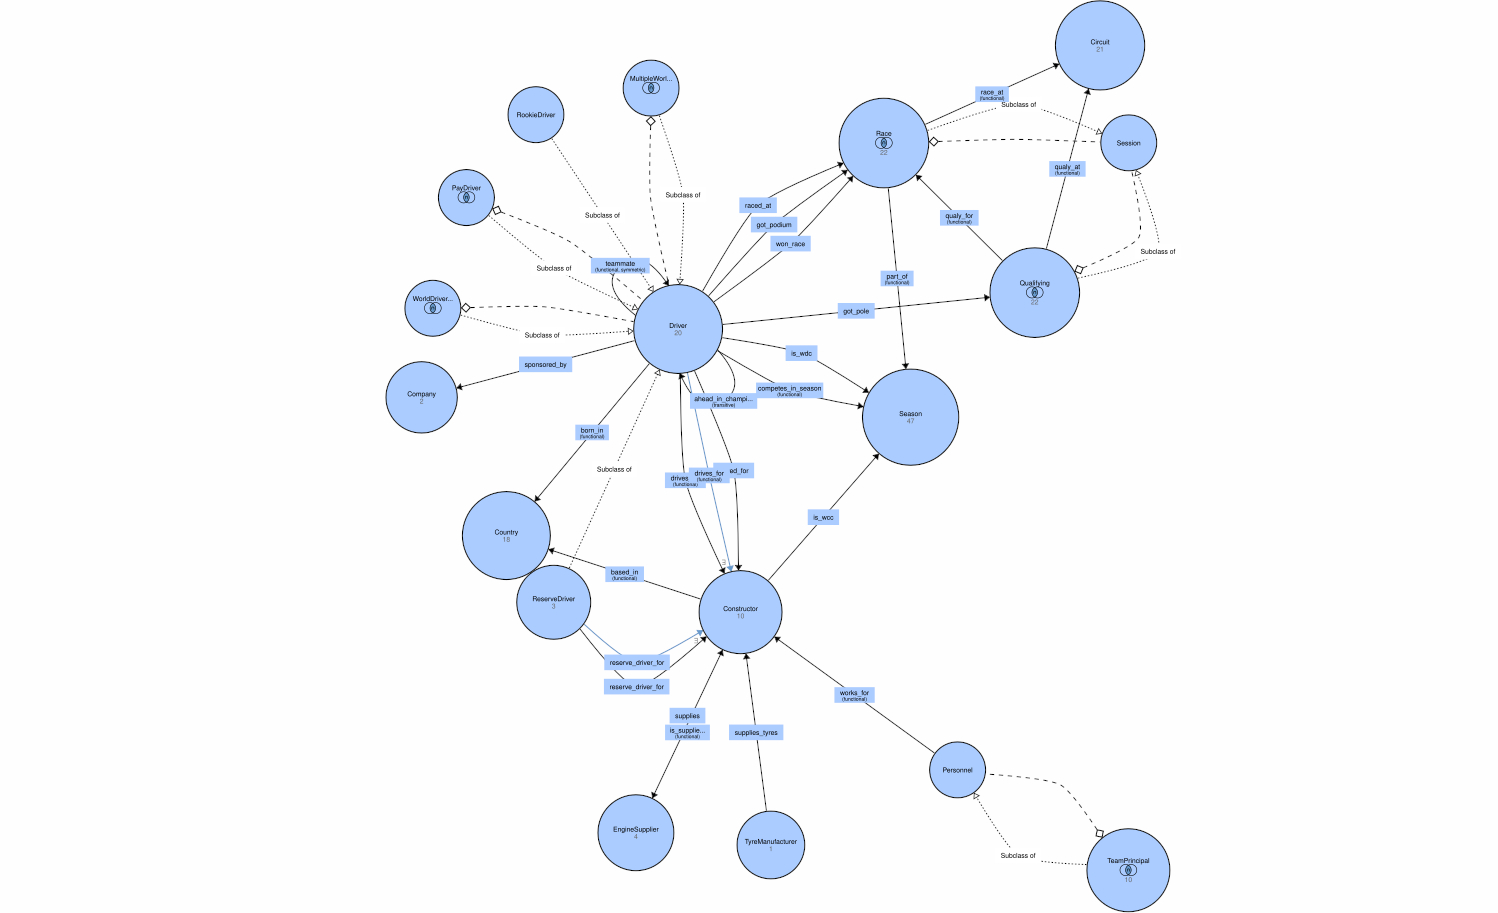 Circuit
21
MultipleWorl...
RookieDriver
race_at
(functional)
Subclass of
Race
22
Session
qualy_at
(functional)
PayDriver
Subclass of
raced_at
Subclass of
got_podium
qualy_for
(functional)
won_race
Subclass of
teammate
(functional, symmetric)
Subclass of
part_of
(functional)
Qualifying
22
WorldDriver...
got_pole
Driver
20
Subclass of
is_wdc
sponsored_by
competes_in_season
(functional)
Company
2
ahead_in_champi...
(transitive)
Season
47
born_in
(functional)
Subclass of
drives
(functional)
drives_for
(functional)
ed_for
is_wcc
Country
18
3
based_in
(functional)
ReserveDriver
3
Constructor
10
3
reserve_driver_for
reserve_driver_for
works_for
(functional)
supplies
is_supplie...
(functional)
supplies_tyres
Personnel
EngineSupplier
4
TyreManufacturer
1
Subclass of
TeamPrincipal
10